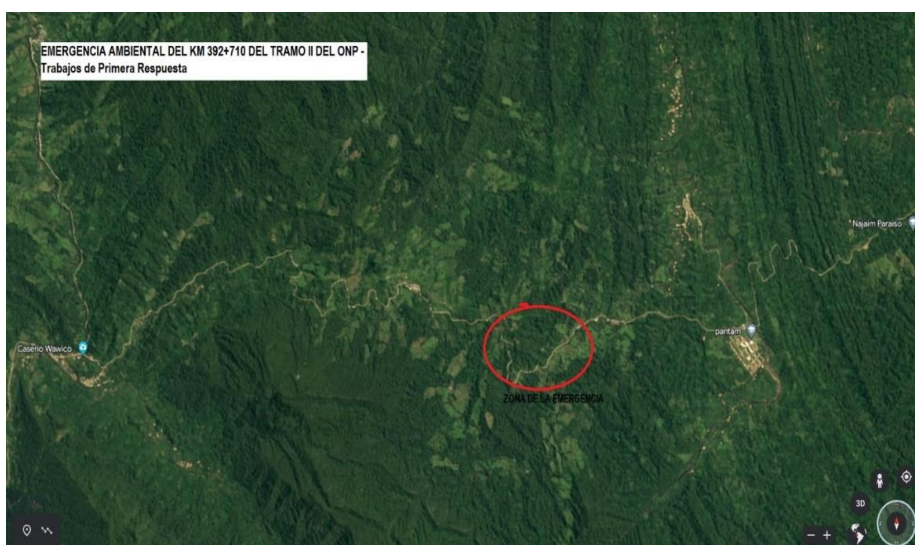 EMERGENCIA AMBIENTAL DEL KM 392+710 DEL TRAMO II DEL ONP -
Trabajos de Primera Respuesta
Najaim Paraiso
pantam
Caserio Wawico
ZONA DE LA EMERGENCIA
3D